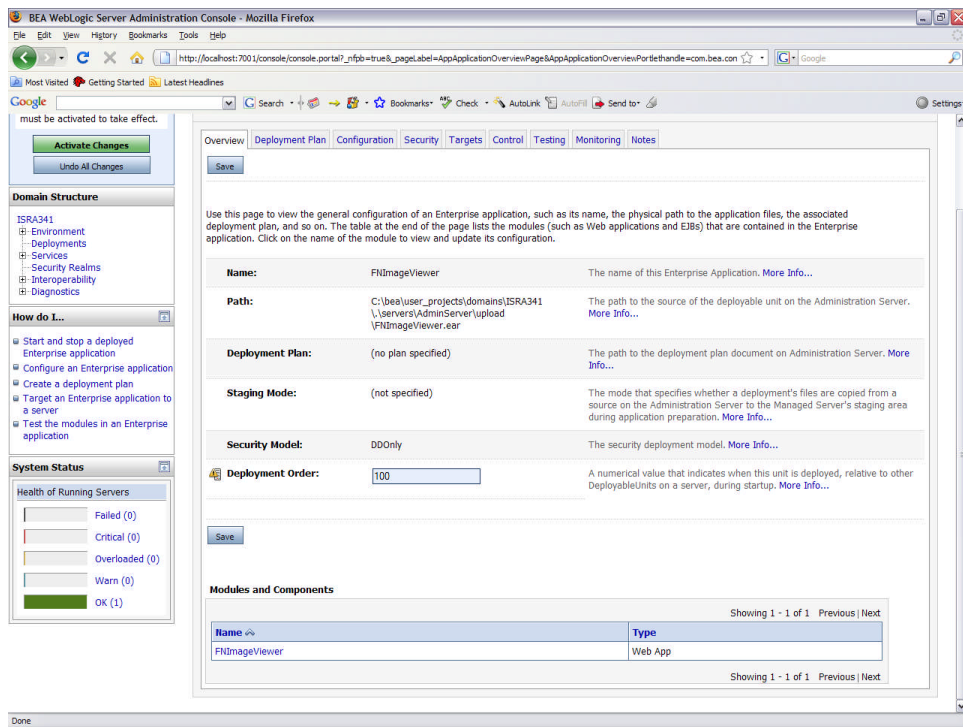 BEA WebLogic Server Administration Console - Mozilla Firefox
File Edit View History Bookmarks Tools Help
http://localhost:7001/console/console.portal?_nfpb=true&_pageLabel=AppApplicationOverviewPage&AppApplicationOverviewPortlethandle=com.bea.con
G Google
Most Visited Getting Started Latest Headlines
Google G Search Bookmarks Check AutoLink AutoFill Send to Settings
must be activated to take effect.
Activate Changes
Undo All Changes
Domain Structure
ISRA341
Environment
Deployments
Services
Security Realms
Interoperability
Diagnostics
How do I...
Start and stop a deployed
Enterprise application
Configure an Enterprise application
Create a deployment plan
Target an Enterprise application to
a server
Test the modules in an Enterprise
application
System Status
Health of Running Servers
Failed (0)
Critical (0)
Overloaded (0)
Warn (0)
OK (1)
Overview Deployment Plan Configuration Security Targets Control Testing Monitoring Notes
Save
Use this page to view the general configuration of an Enterprise application, such as its name, the physical path to the application files, the associated
deployment plan, and so on. The table at the end of the page lists the modules (such as Web applications and EJBs) that are contained in the Enterprise
application. Click on the name of the module to view and update its configuration.
Name: FNImageViewer The name of this Enterprise Application. More Info...
Path: C:\bea\user_projects\domains\ISRA341 The path to the source of the deployable unit on the Administration Server.
\.\servers\AdminServer\upload More Info...
\FNImageViewer.ear
Deployment Plan: (no plan specified) The path to the deployment plan document on Administration Server. More
Info...
Staging Mode: (not specified) The mode that specifies whether a deployment's files are copied from a
source on the Administration Server to the Managed Server's staging area
during application preparation. More Info...
Security Model: DDOnly The security deployment model. More Info...
Deployment Order: 100 A numerical value that indicates when this unit is deployed, relative to other
DeployableUnits on a server, during startup. More Info...
Save
Modules and Components
Showing 1 - 1 of 1 Previous | Next
Name Type
FNImageViewer Web App
Showing 1 - 1 of 1 Previous | Next
Done